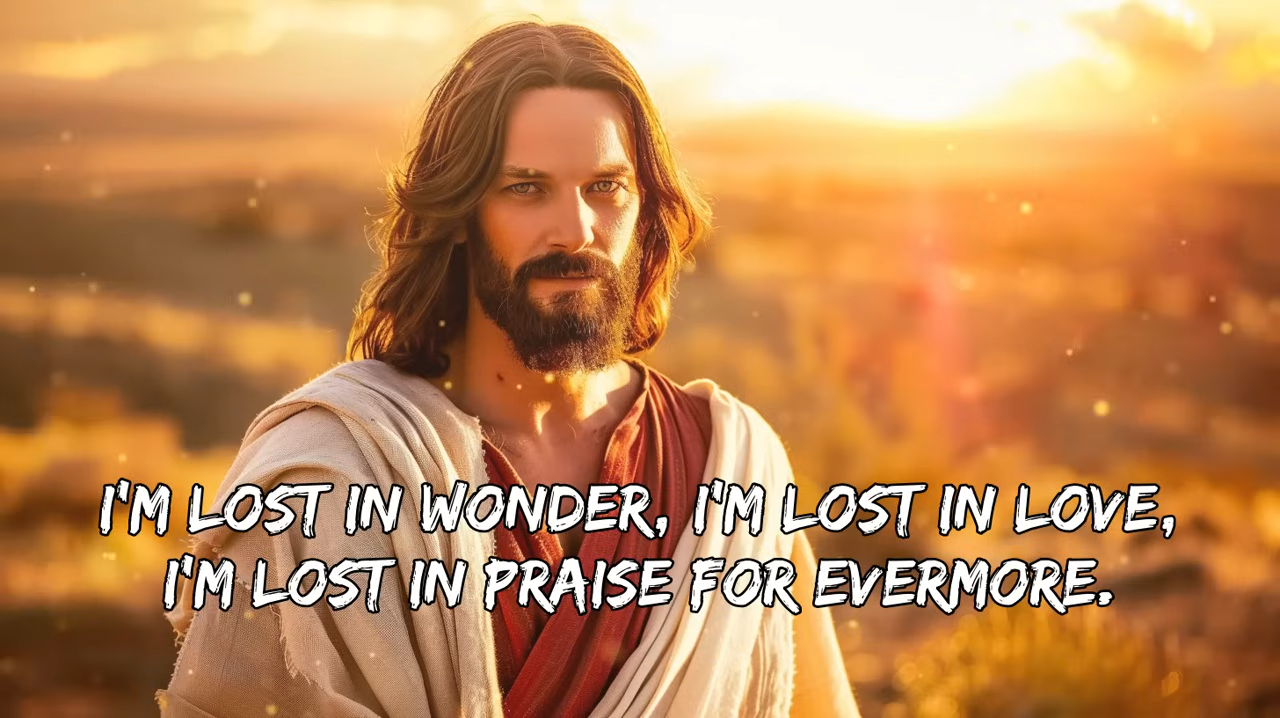 I'M LOST IN WONDER, I'M LOST IN LOVE,
I'M LOST IN PRAISE FOR EVERMORE.